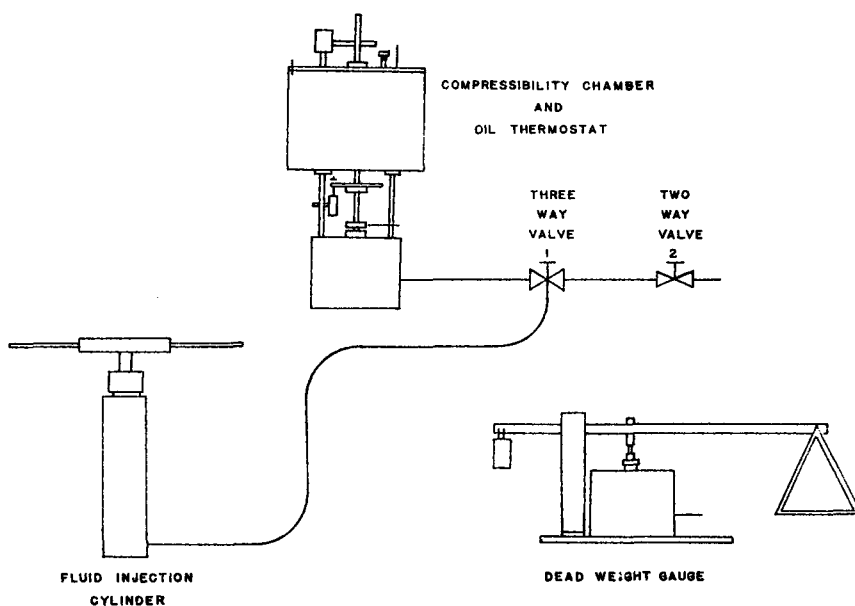 COMPRESSIBILITY CHAMBER
AND
OIL THERMOSTAT
THREE
WAY
VALVE
1
TWO
WAY
VALVE
2
FLUID INJECTION
CYLINDER
DEAD WEIGHT GAUGE